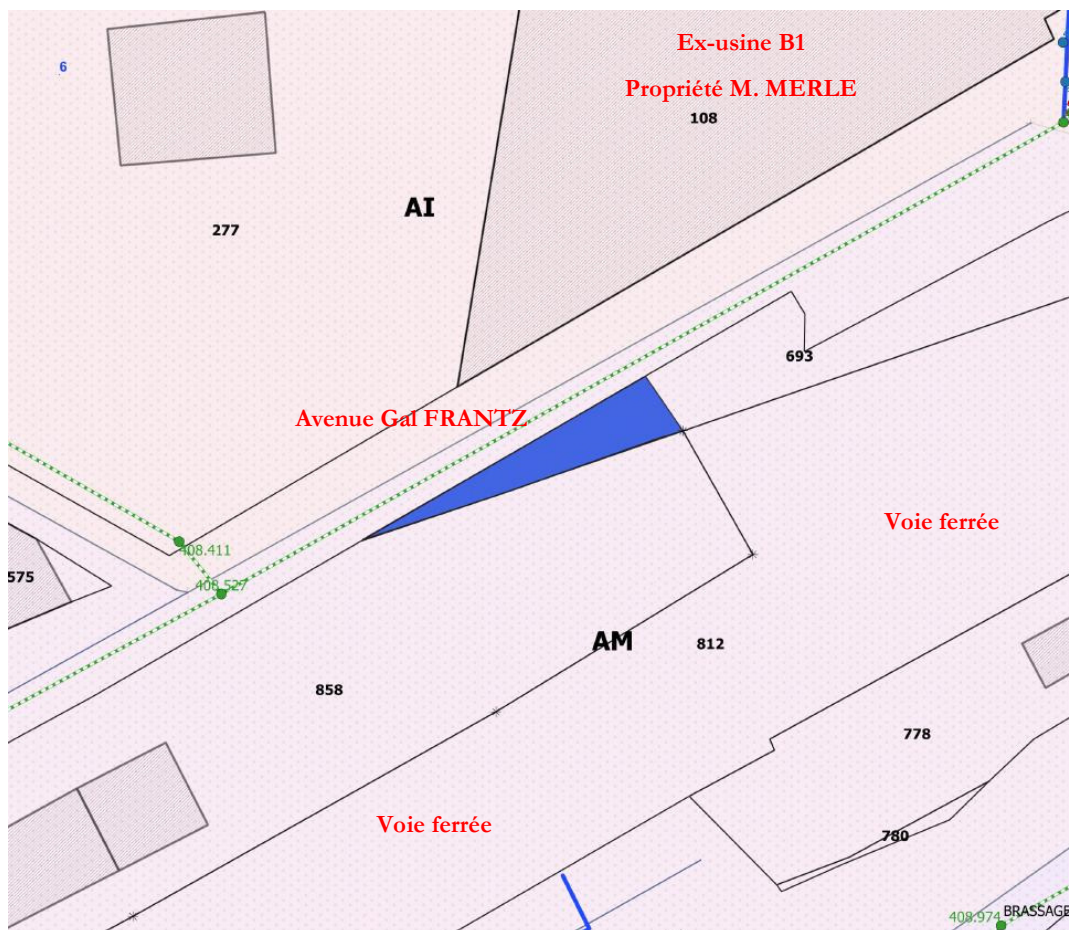 Ex-usine B1
6
Propriété M. MERLE
108
AI
277
693
Avenue Gal FRANTZ
Voie ferrée
408.411
575
408.527
AM
812
858
778
Voie ferrée
780
408.974
BRASSAGE